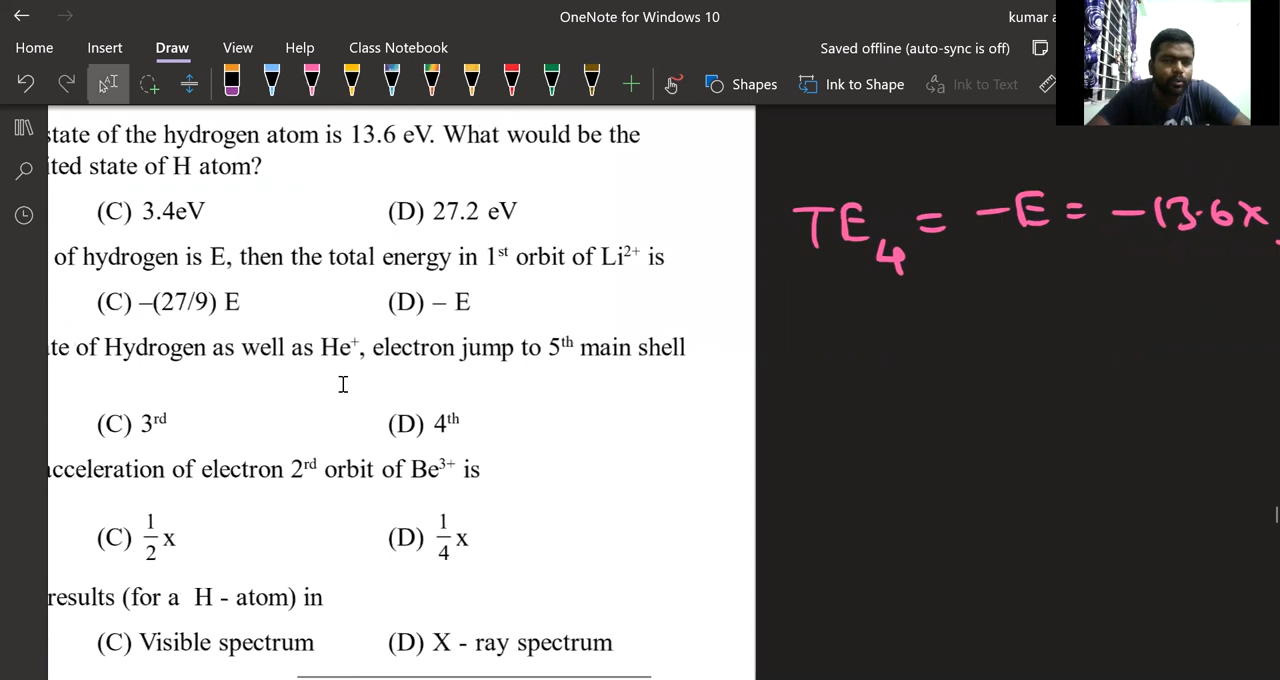 OneNote for Windows 10
kumar a
Home Insert Draw View Help Class Notebook
Saved offline (auto-sync is off)
Shapes Ink to Shape Ink to Text
state of the hydrogen atom is 13.6 eV. What would be the
ited state of H atom?
(C) 3.4eV (D) 27.2 eV
of hydrogen is E, then the total energy in 1st orbit of Li2+ is
(C) –(27/9) E (D) – E
te of Hydrogen as well as He+, electron jump to 5th main shell
(C) 3rd (D) 4th
acceleration of electron 2rd orbit of Be3+ is
(C) 1/2 x (D) 1/4 x
results (for a H - atom) in
(C) Visible spectrum (D) X - ray spectrum
TE4 = -E = -13.6x